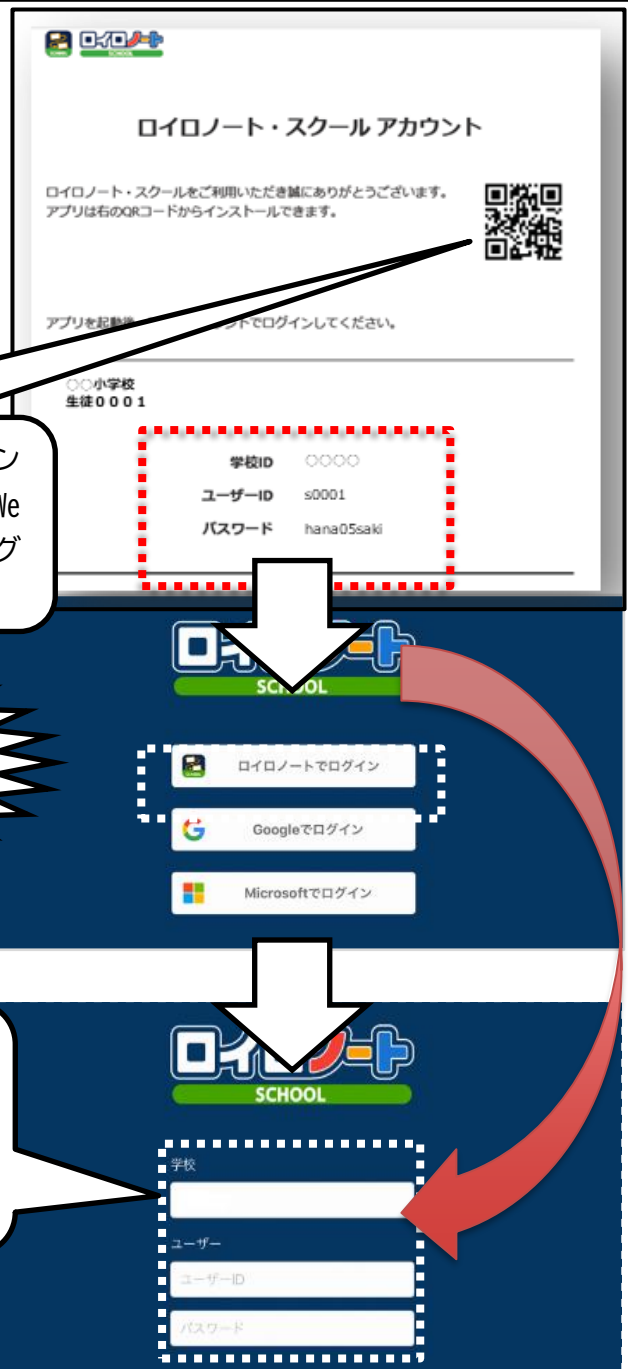 ロイロノート
SCHOOL
ロイロノート・スクール アカウント
ロイロノート・スクールをご利用いただき誠にありがとうございます。
アプリは右のQRコードからインストールできます。
アプリを起動
トでログインしてください。
○○小学校
生徒0001
学校ID ○○○○
ユーザーID s0001
パスワード hana05saki
ン
We
グ
SCHOOL
ロイロノートでログイン
Googleでログイン
Microsoftでログイン
ロイロノート
SCHOOL
学校
ユーザー
ユーザーID
パスワード